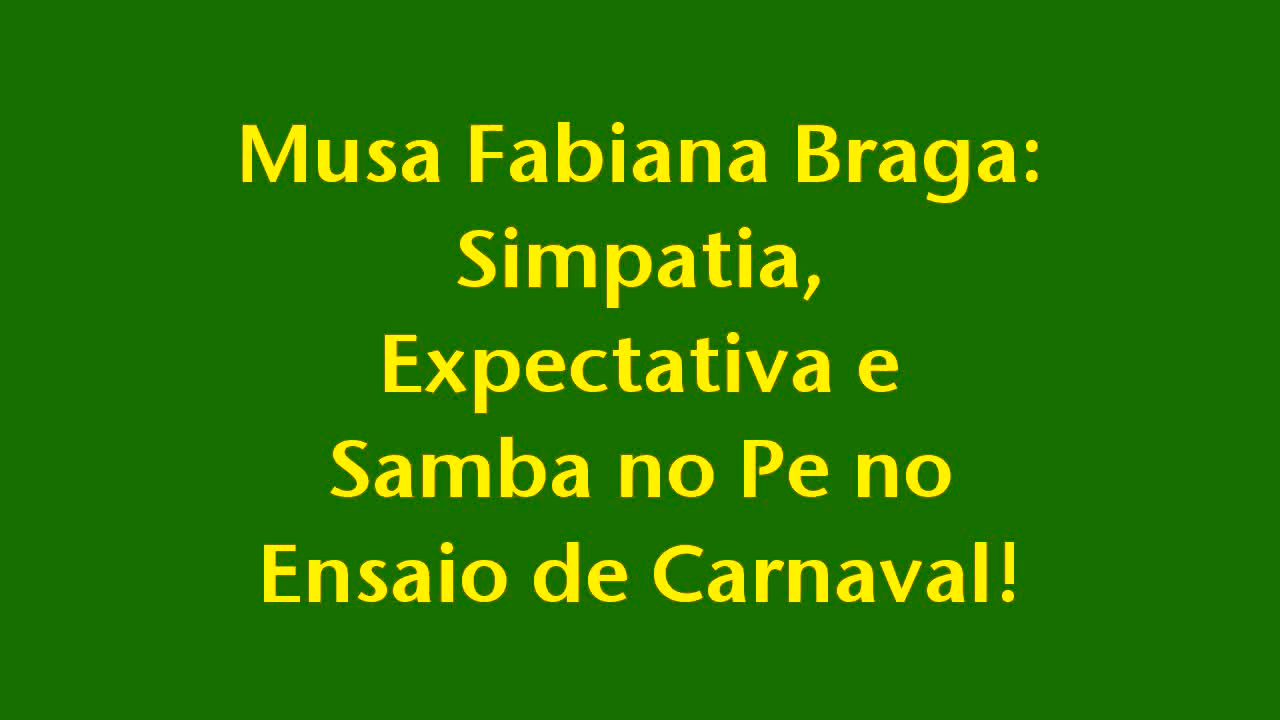 Musa Fabiana Braga:
Simpatia,
Expectativa e
Samba no Pe no
Ensaio de Carnaval!